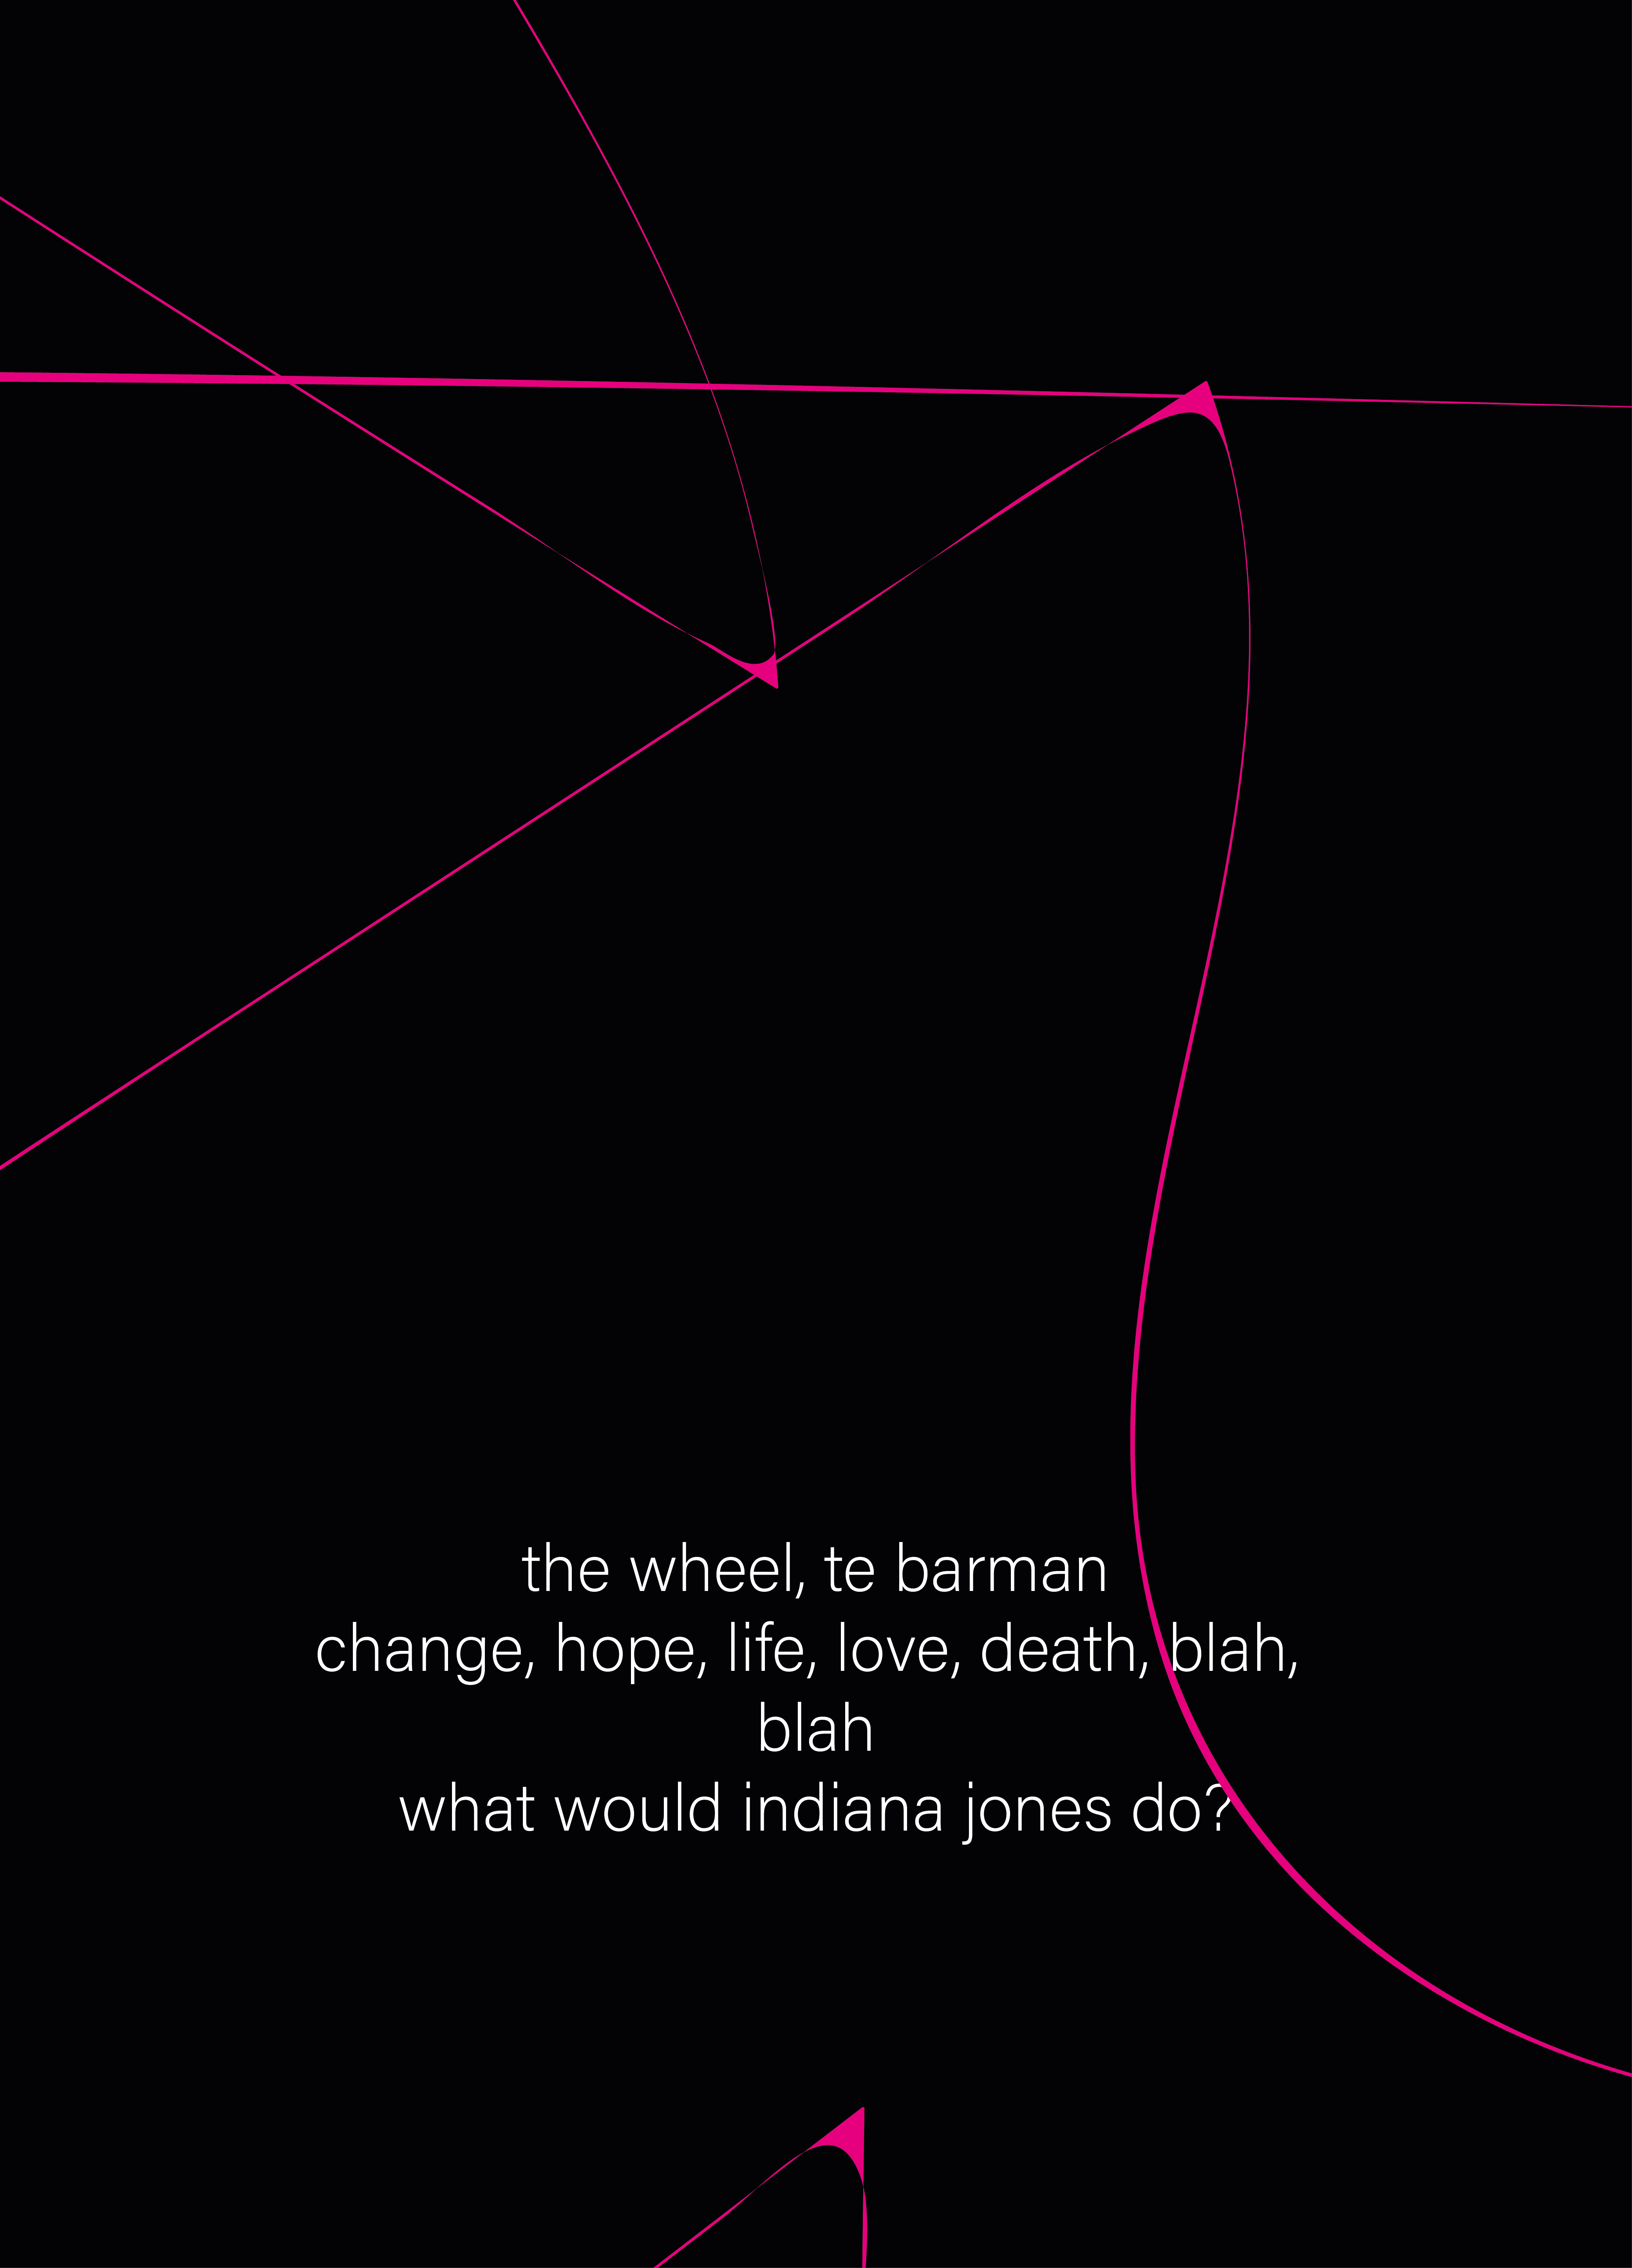 the wheel, te barman
change, hope, life, love, death, blah,
blah
what would indiana jones do?